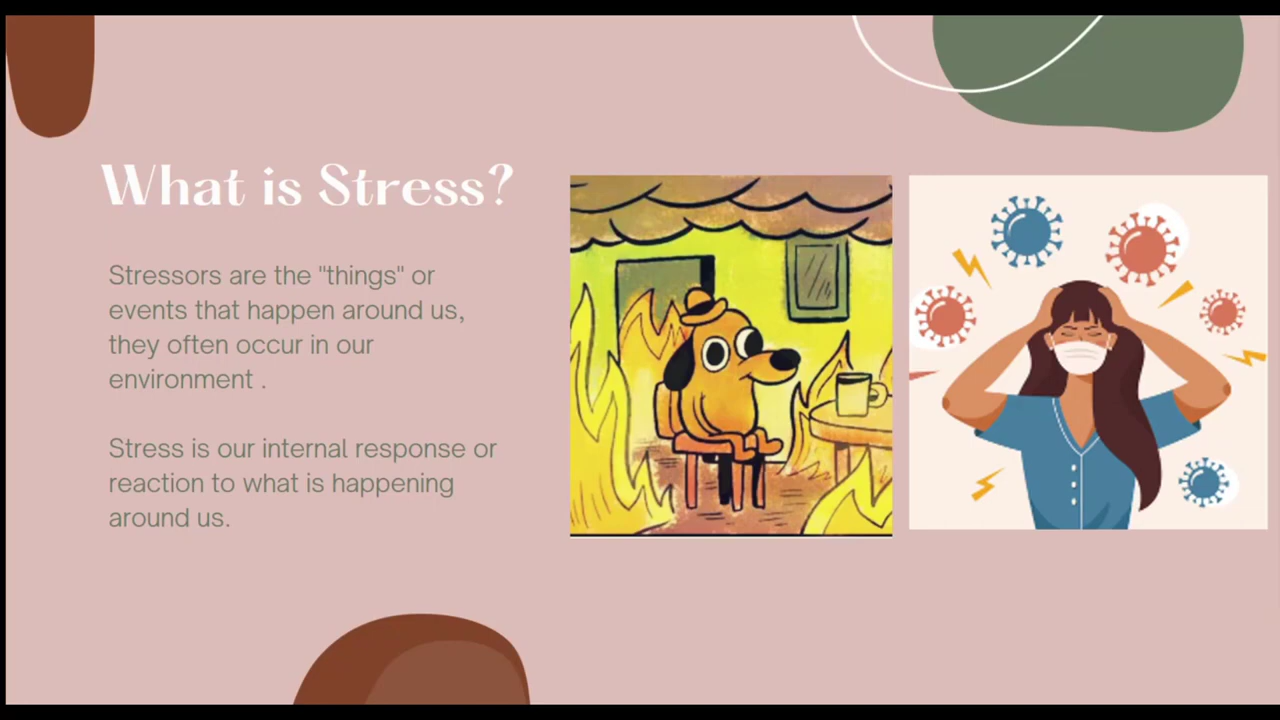 What is Stress?
Stressors are the "things" or
events that happen around us,
they often occur in our
environment .
Stress is our internal response or
reaction to what is happening
around us.